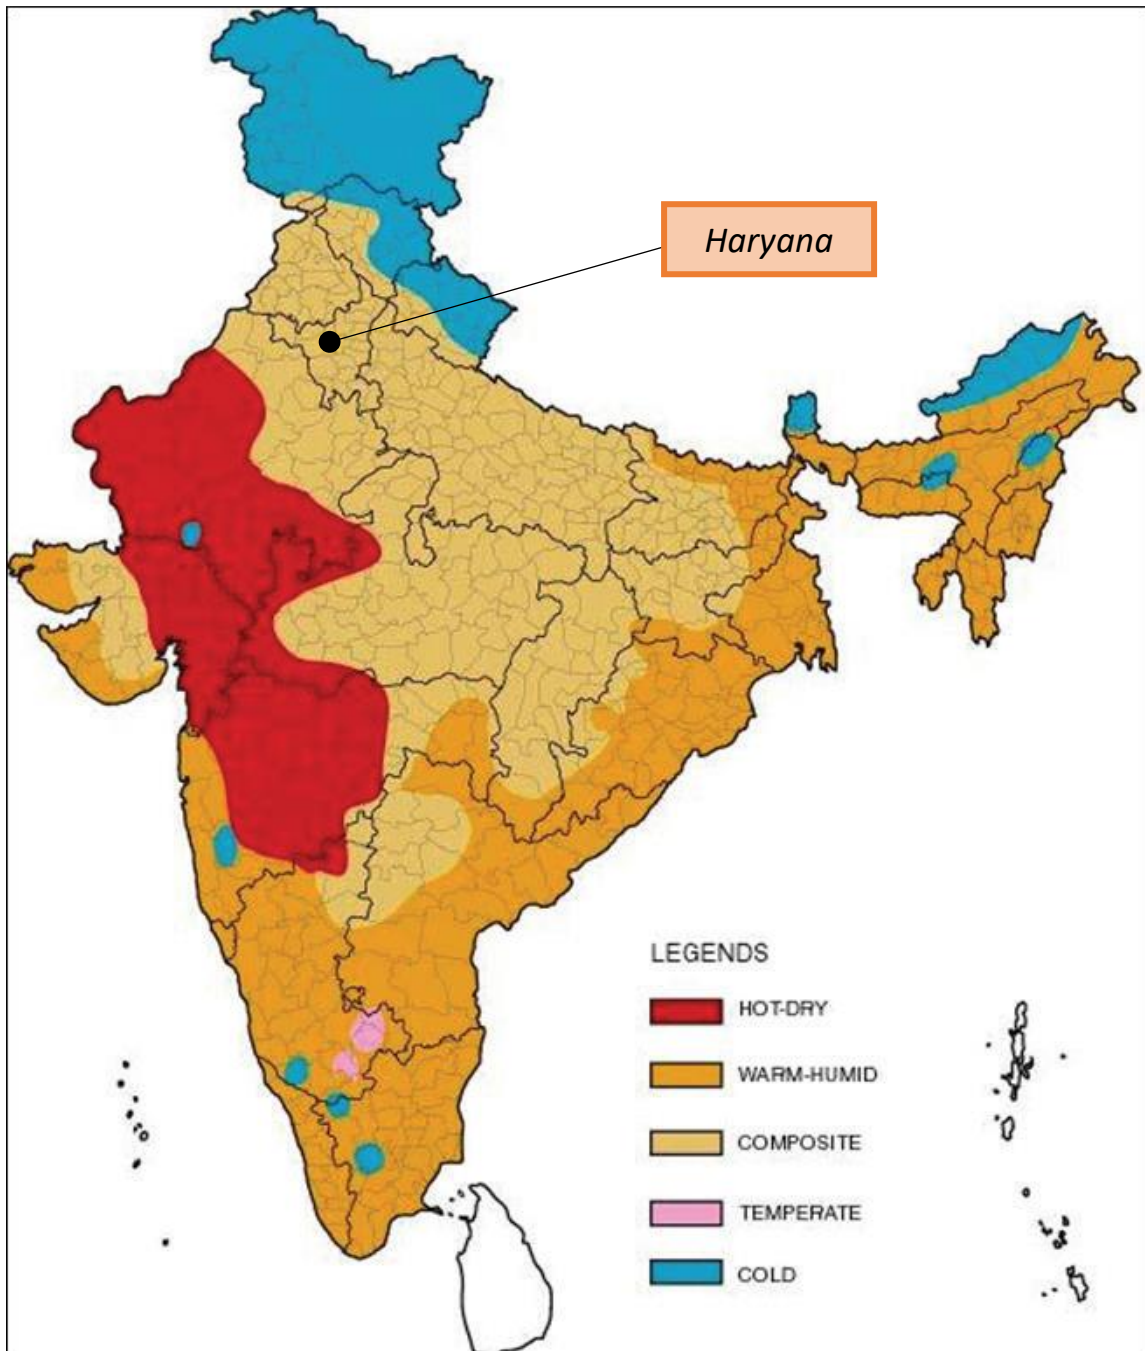 Haryana
LEGENDS
HOT-DRY
WARM-HUMID
COMPOSITE
TEMPERATE
COLD